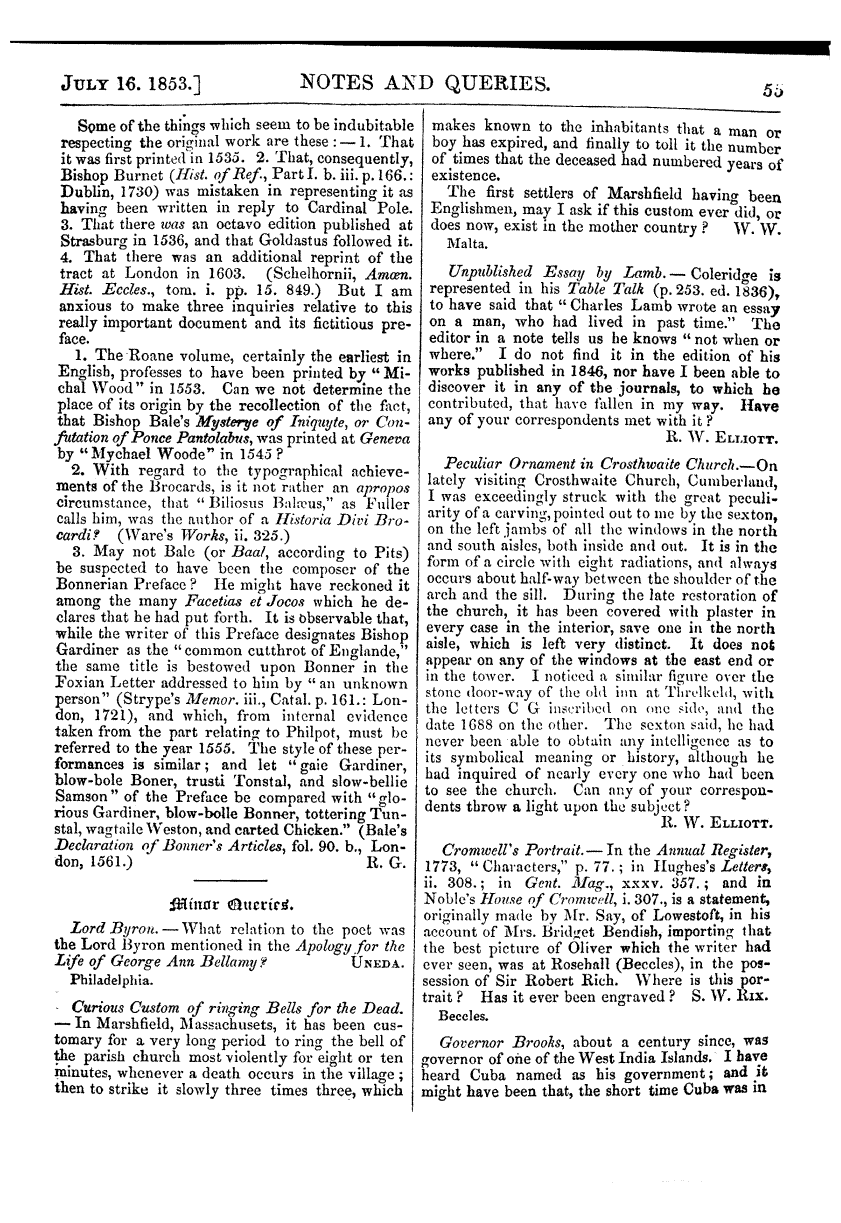 JULY 16. 1853.] NOTES AND QUERIES. 55
Some of the things which seem to be indubitable
respecting the original work are these:—1. That
it was first printed in 1535. 2. That, consequently,
Bishop Burnet (Hist. of Ref., Part I. b. iii. p. 166.:
Dublin, 1730) was mistaken in representing it as
having been written in reply to Cardinal Pole.
3. That there was an octavo edition published at
Strasburg in 1536, and that Goldastus followed it.
4. That there was an additional reprint of the
tract at London in 1603. (Schelhornii, Amœn.
Hist. Eccles., tom. i. pp. 15. 849.) But I am
anxious to make three inquiries relative to this
really important document and its fictitious pre-
face.
1. The Roane volume, certainly the earliest in
English, professes to have been printed by "Mi-
chal Wood" in 1553. Can we not determine the
place of its origin by the recollection of the fact,
that Bishop Bale's Mysterye of Iniquyte, or Con-
futation of Ponce Pantolabus, was printed at Geneva
by "Mychael Woode" in 1545?
2. With regard to the typographical achieve-
ments of the Brocards, is it not rather an apropos
circumstance, that "Biliosus Balæus," as Fuller
calls him, was the author of a Historia Divi Bro-
cardi? (Ware's Works, ii. 325.)
3. May not Bale (or Baal, according to Pits)
be suspected to have been the composer of the
Bonnerian Preface? He might have reckoned it
among the many Facetias et Jocos which he de-
clares that he had put forth. It is observable that,
while the writer of this Preface designates Bishop
Gardiner as the "common cutthrot of Englande,"
the same title is bestowed upon Bonner in the
Foxian Letter addressed to him by "an unknown
person" (Strype's Memor. iii., Catal. p. 161.: Lon-
don, 1721), and which, from internal evidence
taken from the part relating to Philpot, must be
referred to the year 1555. The style of these per-
formances is similar; and let "gaie Gardiner,
blow-bole Boner, trusti Tonstal, and slow-bellie
Samson" of the Preface be compared with "glo-
rious Gardiner, blow-bolle Bonner, tottering Tun-
stal, wagtaile Weston, and carted Chicken." (Bale's
Declaration of Bonner's Articles, fol. 90. b., Lon-
don, 1561.) R. G.
Minor Queries.
Lord Byron.—What relation to the poet was
the Lord Byron mentioned in the Apology for the
Life of George Ann Bellamy? UNEDA.
Philadelphia.
Curious Custom of ringing Bells for the Dead.
—In Marshfield, Massachusets, it has been cus-
tomary for a very long period to ring the bell of
the parish church most violently for eight or ten
minutes, whenever a death occurs in the village;
then to strike it slowly three times three, which
makes known to the inhabitants that a man or
boy has expired, and finally to toll it the number
of times that the deceased had numbered years of
existence.
The first settlers of Marshfield having been
Englishmen, may I ask if this custom ever did, or
does now, exist in the mother country? W. W.
Malta.
Unpublished Essay by Lamb.—Coleridge is
represented in his Table Talk (p. 253. ed. 1836),
to have said that "Charles Lamb wrote an essay
on a man, who had lived in past time." The
editor in a note tells us he knows "not when or
where." I do not find it in the edition of his
works published in 1846, nor have I been able to
discover it in any of the journals, to which he
contributed, that have fallen in my way. Have
any of your correspondents met with it?
R. W. ELLIOTT.
Peculiar Ornament in Crosthwaite Church.—On
lately visiting Crosthwaite Church, Cumberland,
I was exceedingly struck with the great peculi-
arity of a carving, pointed out to me by the sexton,
on the left jambs of all the windows in the north
and south aisles, both inside and out. It is in the
form of a circle with eight radiations, and always
occurs about half-way between the shoulder of the
arch and the sill. During the late restoration of
the church, it has been covered with plaster in
every case in the interior, save one in the north
aisle, which is left very distinct. It does not
appear on any of the windows at the east end or
in the tower. I noticed a similar figure over the
stone door-way of the old inn at Threlkeld, with
the letters C G inscribed on one side, and the
date 1688 on the other. The sexton said, he had
never been able to obtain any intelligence as to
its symbolical meaning or history, although he
had inquired of nearly every one who had been
to see the church. Can any of your correspon-
dents throw a light upon the subject?
R. W. ELLIOTT.
Cromwell's Portrait.—In the Annual Register,
1773, "Characters," p. 77.; in Hughes's Letters,
ii. 308.; in Gent. Mag., xxxv. 357.; and in
Noble's House of Cromwell, i. 307., is a statement,
originally made by Mr. Say, of Lowestoft, in his
account of Mrs. Bridget Bendish, importing that
the best picture of Oliver which the writer had
ever seen, was at Rosehall (Beccles), in the pos-
session of Sir Robert Rich. Where is this por-
trait? Has it ever been engraved? S. W. RIX.
Beccles.
Governor Brooks, about a century since, was
governor of one of the West India Islands. I have
heard Cuba named as his government; and it
might have been that, the short time Cuba was in